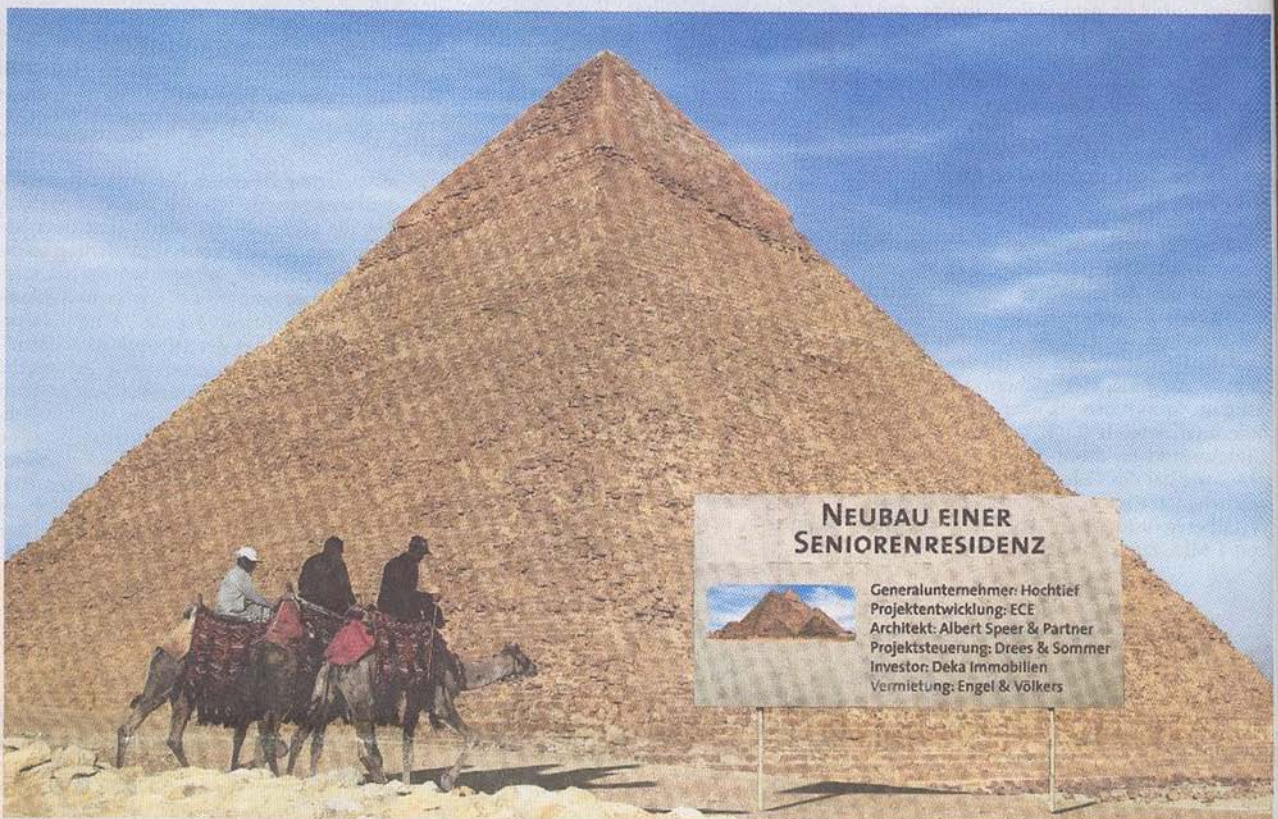 NEUBAU EINER
SENIORENRESIDENZ
Generalunternehmer: Hochtief
Projektentwicklung: ECE
Architekt: Albert Speer & Partner
Projektsteuerung: Drees & Sommer
Investor: Deka Immobilien
Vermietung: Engel & Völkers